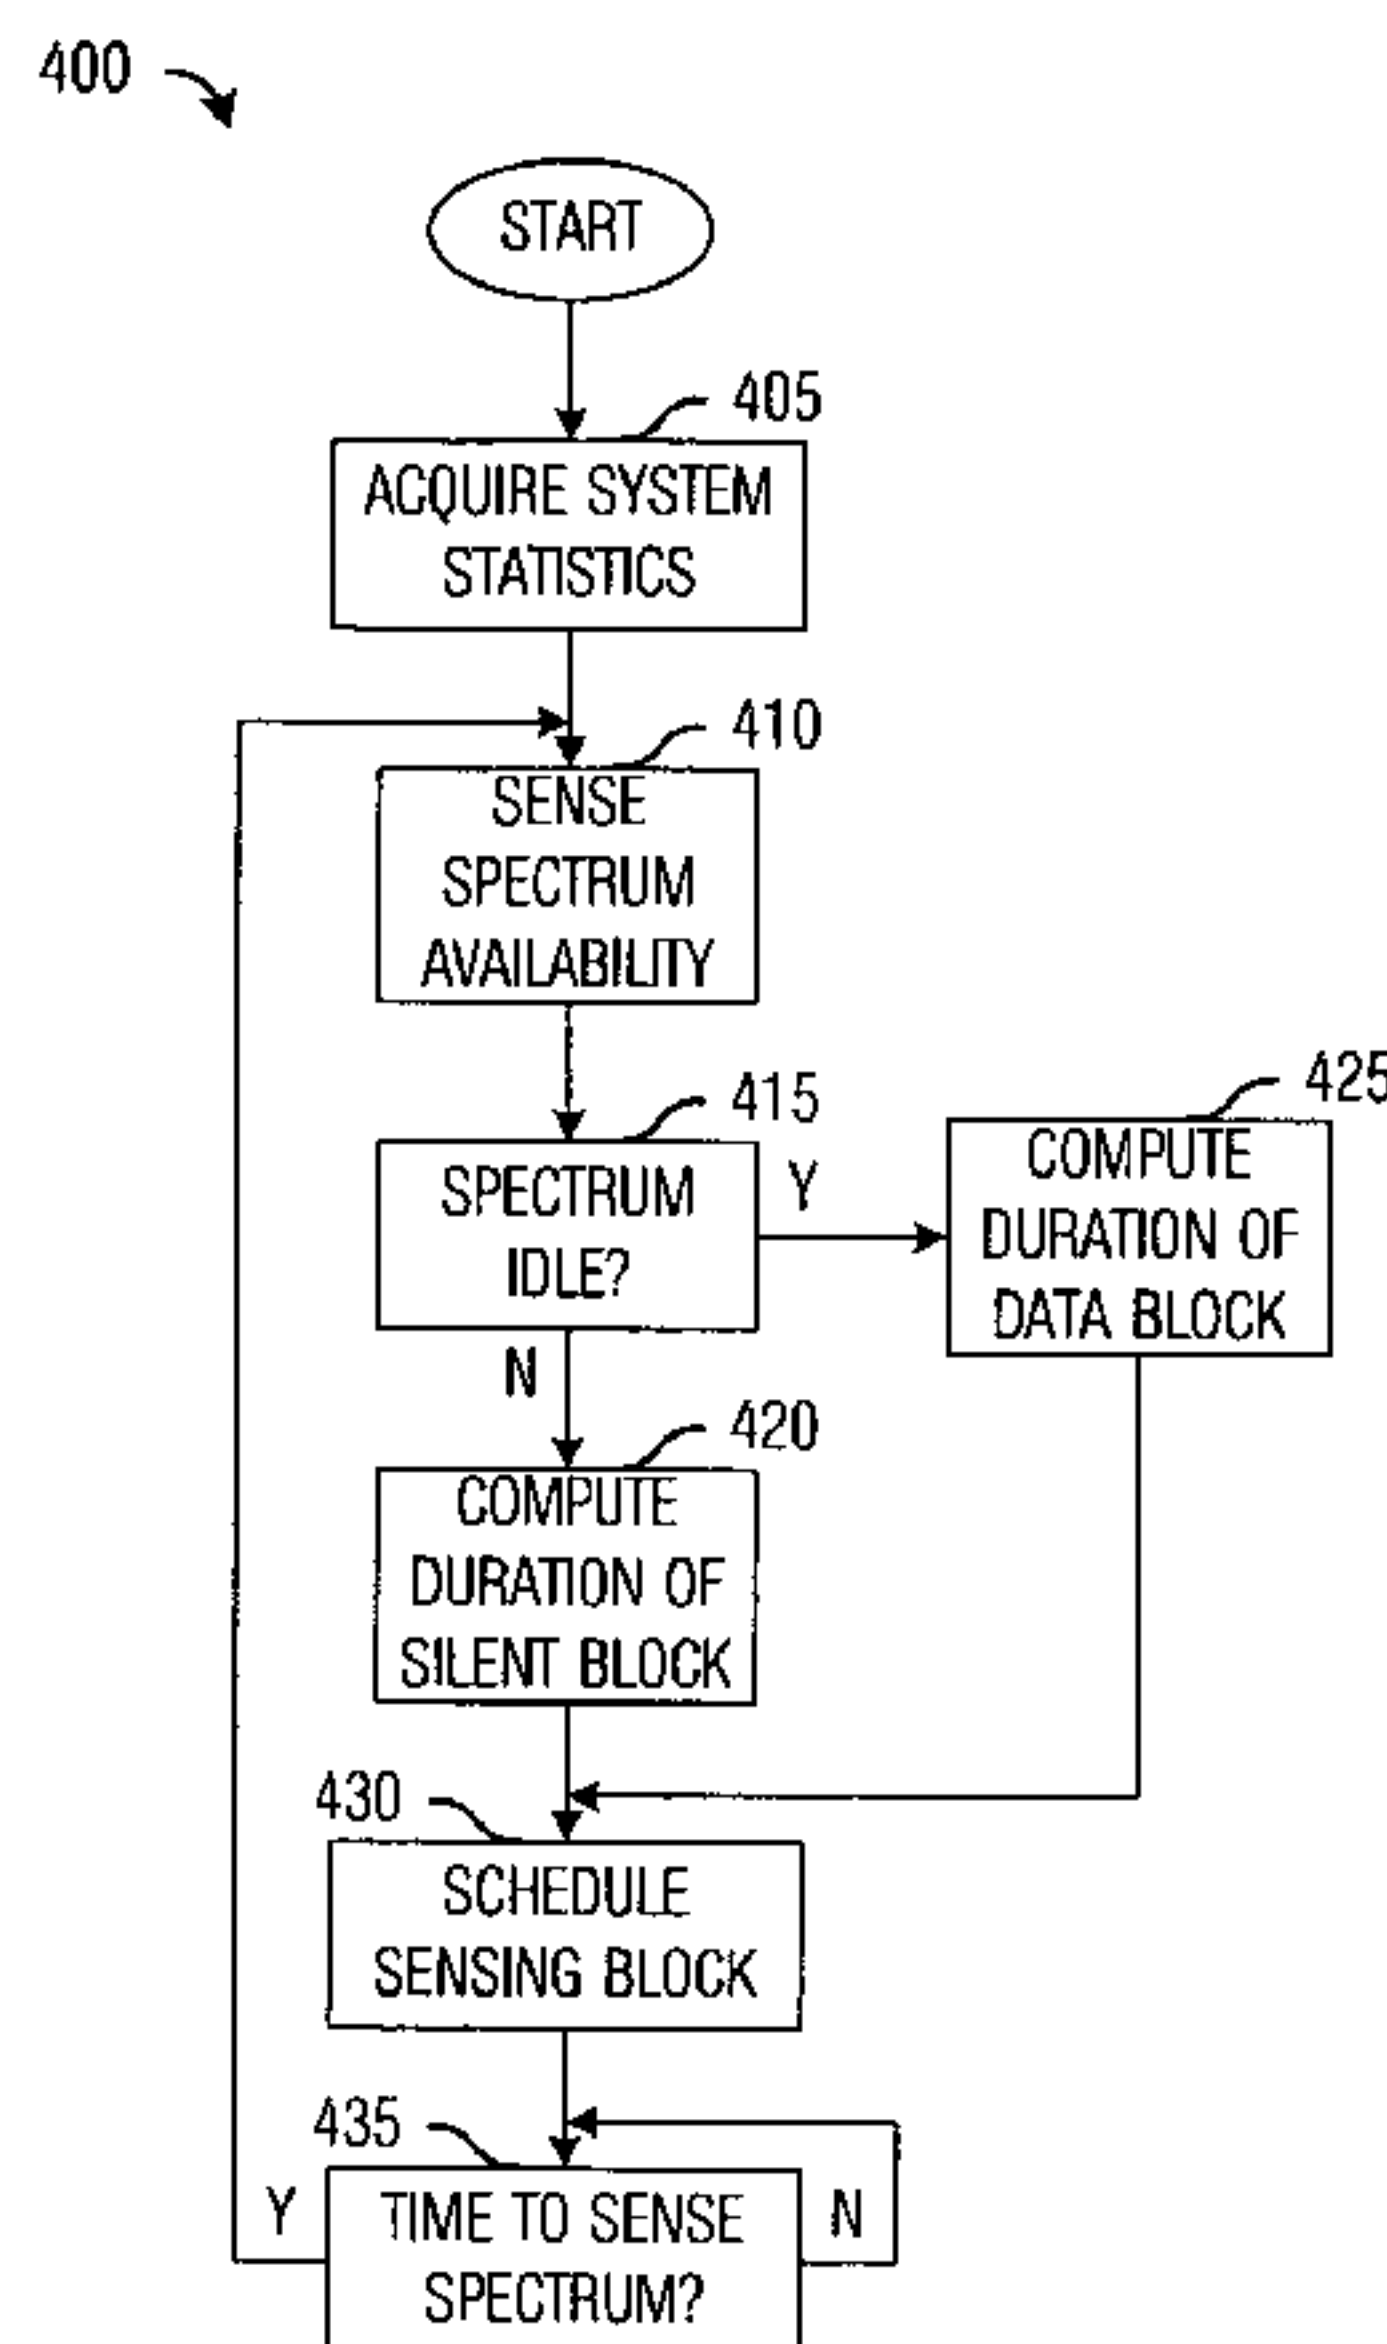 400
START
405
ACQUIRE SYSTEM
STATISTICS
410
SENSE
SPECTRUM
AVAILABILITY
415
SPECTRUM
IDLE?
Y
N
425
COMPUTE
DURATION OF
DATA BLOCK
420
COMPUTE
DURATION OF
SILENT BLOCK
430
SCHEDULE
SENSING BLOCK
435
TIME TO SENSE
SPECTRUM?
Y
N